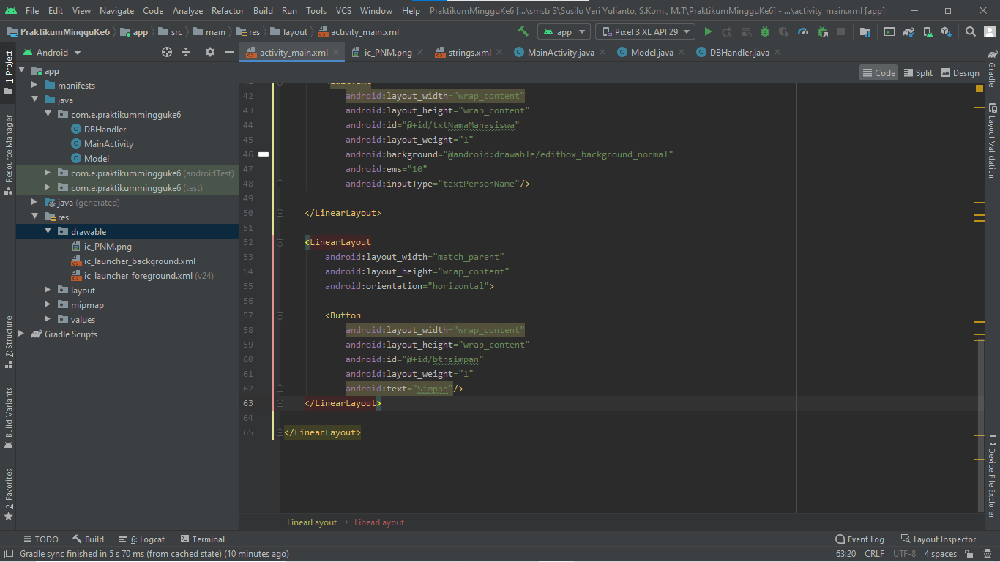 File Edit View Navigate Code Analyze Refactor Build Run Tools VCS Window Help PraktikumMingguKe6 [...\smstr 3\Susilo Veri Yulianto, S.Kom., M.T\PraktikumMingguKe6] - ...\activity_main.xml [app]
PraktikumMingguKe6 app src main res layout activity_main.xml
app Pixel 3 XL API 29
Android
activity_main.xml ic_PNM.png strings.xml MainActivity.java Model.java DBHandler.java
Code Split Design
1: Project
Resource Manager
7: Structure
Build Variants
2: Favorites
app
manifests
java
com.e.praktikummingguke6
DBHandler
MainActivity
Model
com.e.praktikummingguke6 (androidTest)
com.e.praktikummingguke6 (test)
java (generated)
res
drawable
ic_PNM.png
ic_launcher_background.xml
ic_launcher_foreground.xml (v24)
layout
mipmap
values
Gradle Scripts
42 android:layout_width="wrap_content"
43 android:layout_height="wrap_content"
44 android:id="@+id/txtNamaMahasiswa"
45 android:layout_weight="1"
46 android:background="@android:drawable/editbox_background_normal"
47 android:ems="10"
48 android:inputType="textPersonName"/>
49
50 </LinearLayout>
51
52 <LinearLayout
53 android:layout_width="match_parent"
54 android:layout_height="wrap_content"
55 android:orientation="horizontal">
56
57 <Button
58 android:layout_width="wrap_content"
59 android:layout_height="wrap_content"
60 android:id="@+id/btnsimpan"
61 android:layout_weight="1"
62 android:text="Simpan"/>
63 </LinearLayout>
64
65 </LinearLayout>
LinearLayout LinearLayout
Gradle
Layout Validation
Device File Explorer
TODO Build 6: Logcat Terminal Event Log Layout Inspector
Gradle sync finished in 5 s 70 ms (from cached state) (10 minutes ago) 63:20 CRLF UTF-8 4 spaces